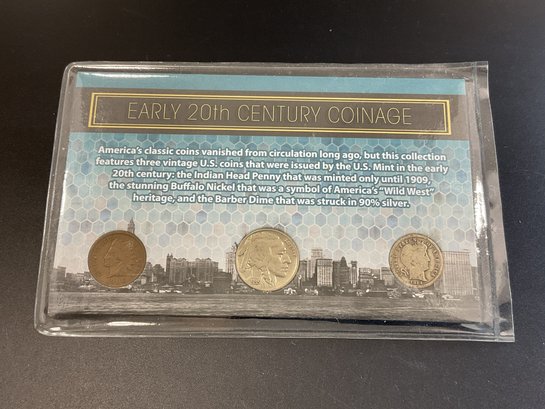 EARLY 20th CENTURY COINAGE
America's classic coins vanished from circulation long ago, but this collection
features three vintage U.S. coins that were issued by the U.S. Mint in the early
20th century: the Indian Head Penny that was minted only until 1909,
the stunning Buffalo Nickel that was a symbol of America's "Wild West"
heritage, and the Barber Dime that was struck in 90% silver.